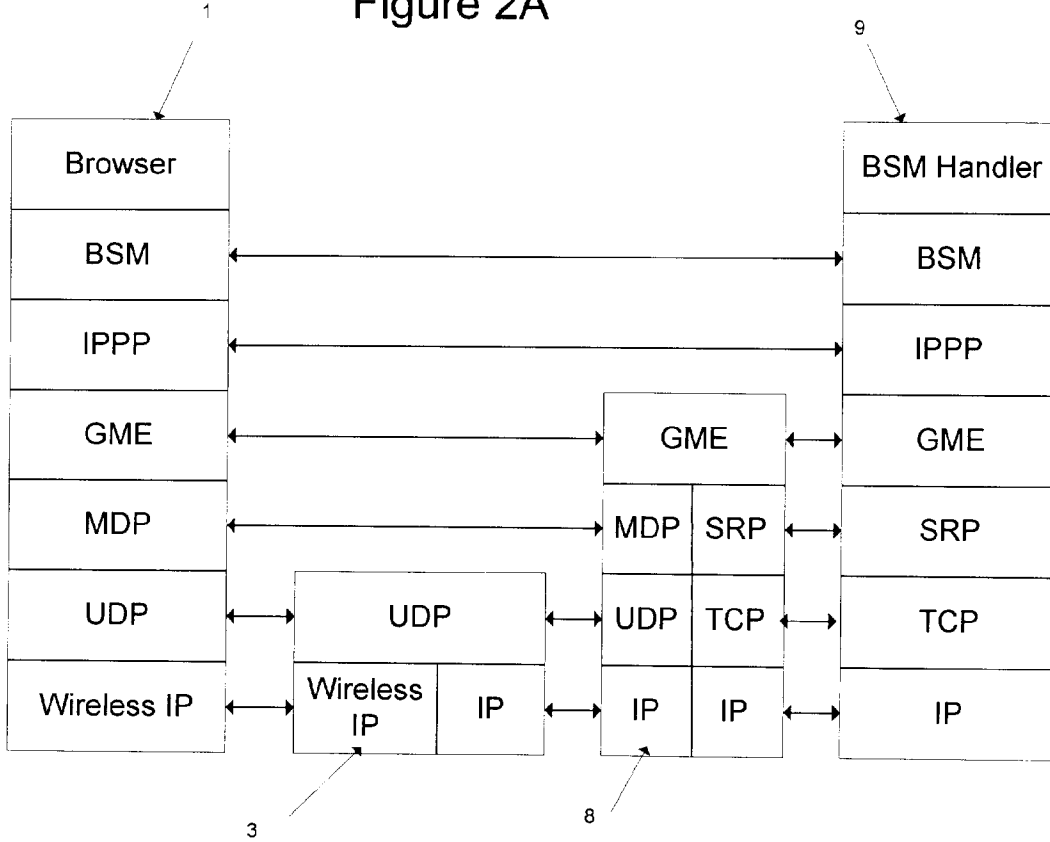 Figure 2A
1
9
Browser
BSM Handler
BSM
BSM
IPPP
IPPP
GME
GME
GME
MDP
MDP
SRP
SRP
UDP
UDP
UDP
TCP
TCP
Wireless IP
Wireless
IP
IP
IP
IP
IP
3
8